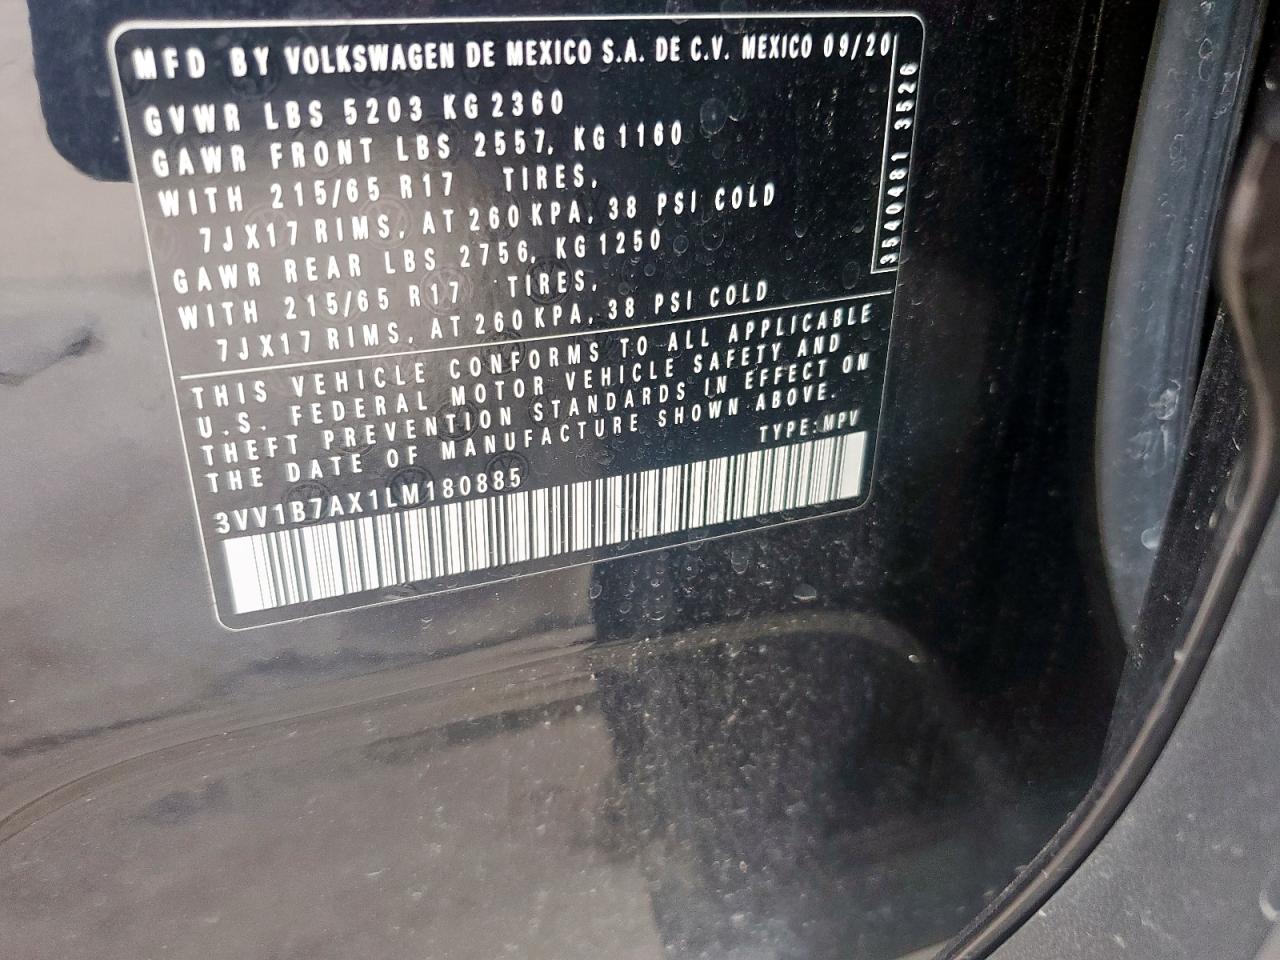 MFD BY VOLKSWAGEN DE MEXICO S.A. DE C.V. MEXICO 09/20
GVWR LBS 5203 KG 2360
GAWR FRONT LBS 2557, KG 1160
WITH 215/65 R17 TIRES,
7JX17 RIMS, AT 260 KPA, 38 PSI COLD
GAWR REAR LBS 2756, KG 1250
WITH 215/65 R17 TIRES,
7JX17 RIMS, AT 260 KPA, 38 PSI COLD
THIS VEHICLE CONFORMS TO ALL APPLICABLE
U.S. FEDERAL MOTOR VEHICLE SAFETY AND
THEFT PREVENTION STANDARDS IN EFFECT ON
THE DATE OF MANUFACTURE SHOWN ABOVE.
TYPE:MPV
3VV1B7AX1LM180885
3540481 3526